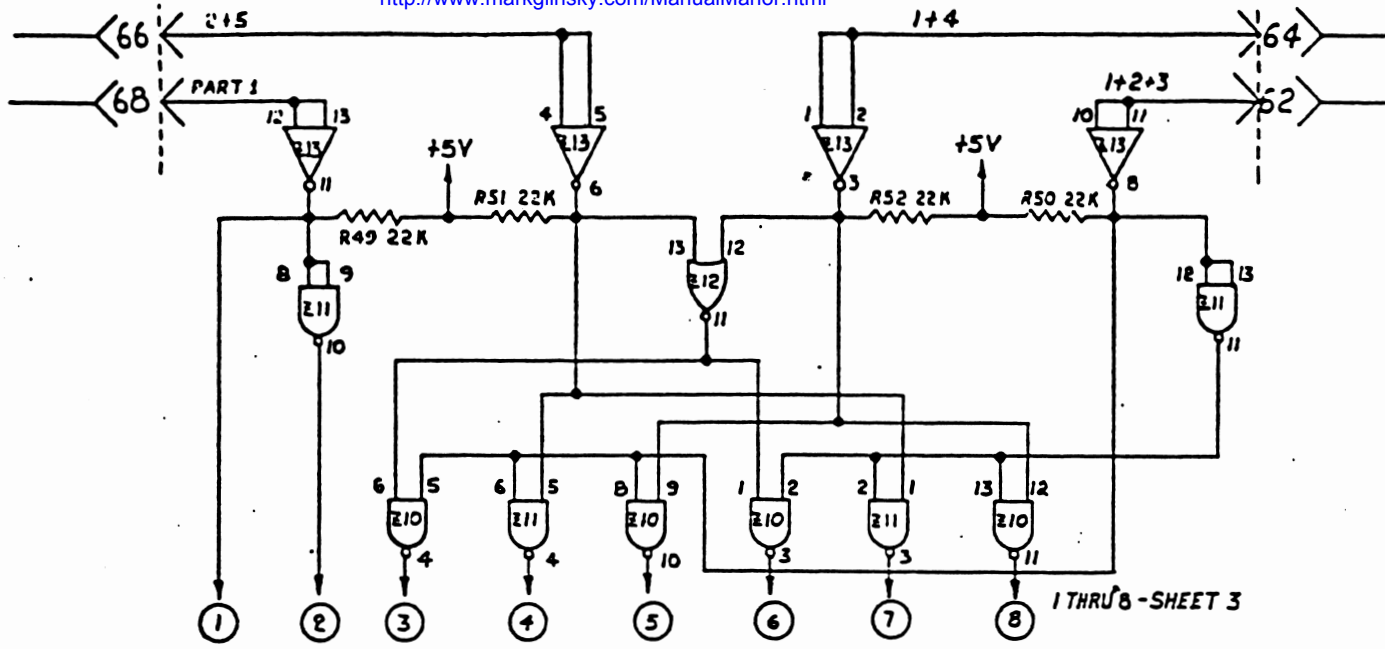 http://www.markglinsky.com/ManualManor.html
66 2+5 1+4 64
68 PART 1 1+2+3 62
12 13 4 5 1 2 10 11
Z13 Z13 Z13 Z13
+5V +5V
11 6 3 8
R51 22K R52 22K R50 22K
R49 22K
13 12
8 9 Z12 12 13
Z11 11 Z11
10 11
6 5 6 5 8 9 1 2 2 1 13 12
Z10 Z11 Z10 Z10 Z11 Z10
4 4 10 3 3 11
1 THRU 8 - SHEET 3
1 2 3 4 5 6 7 8